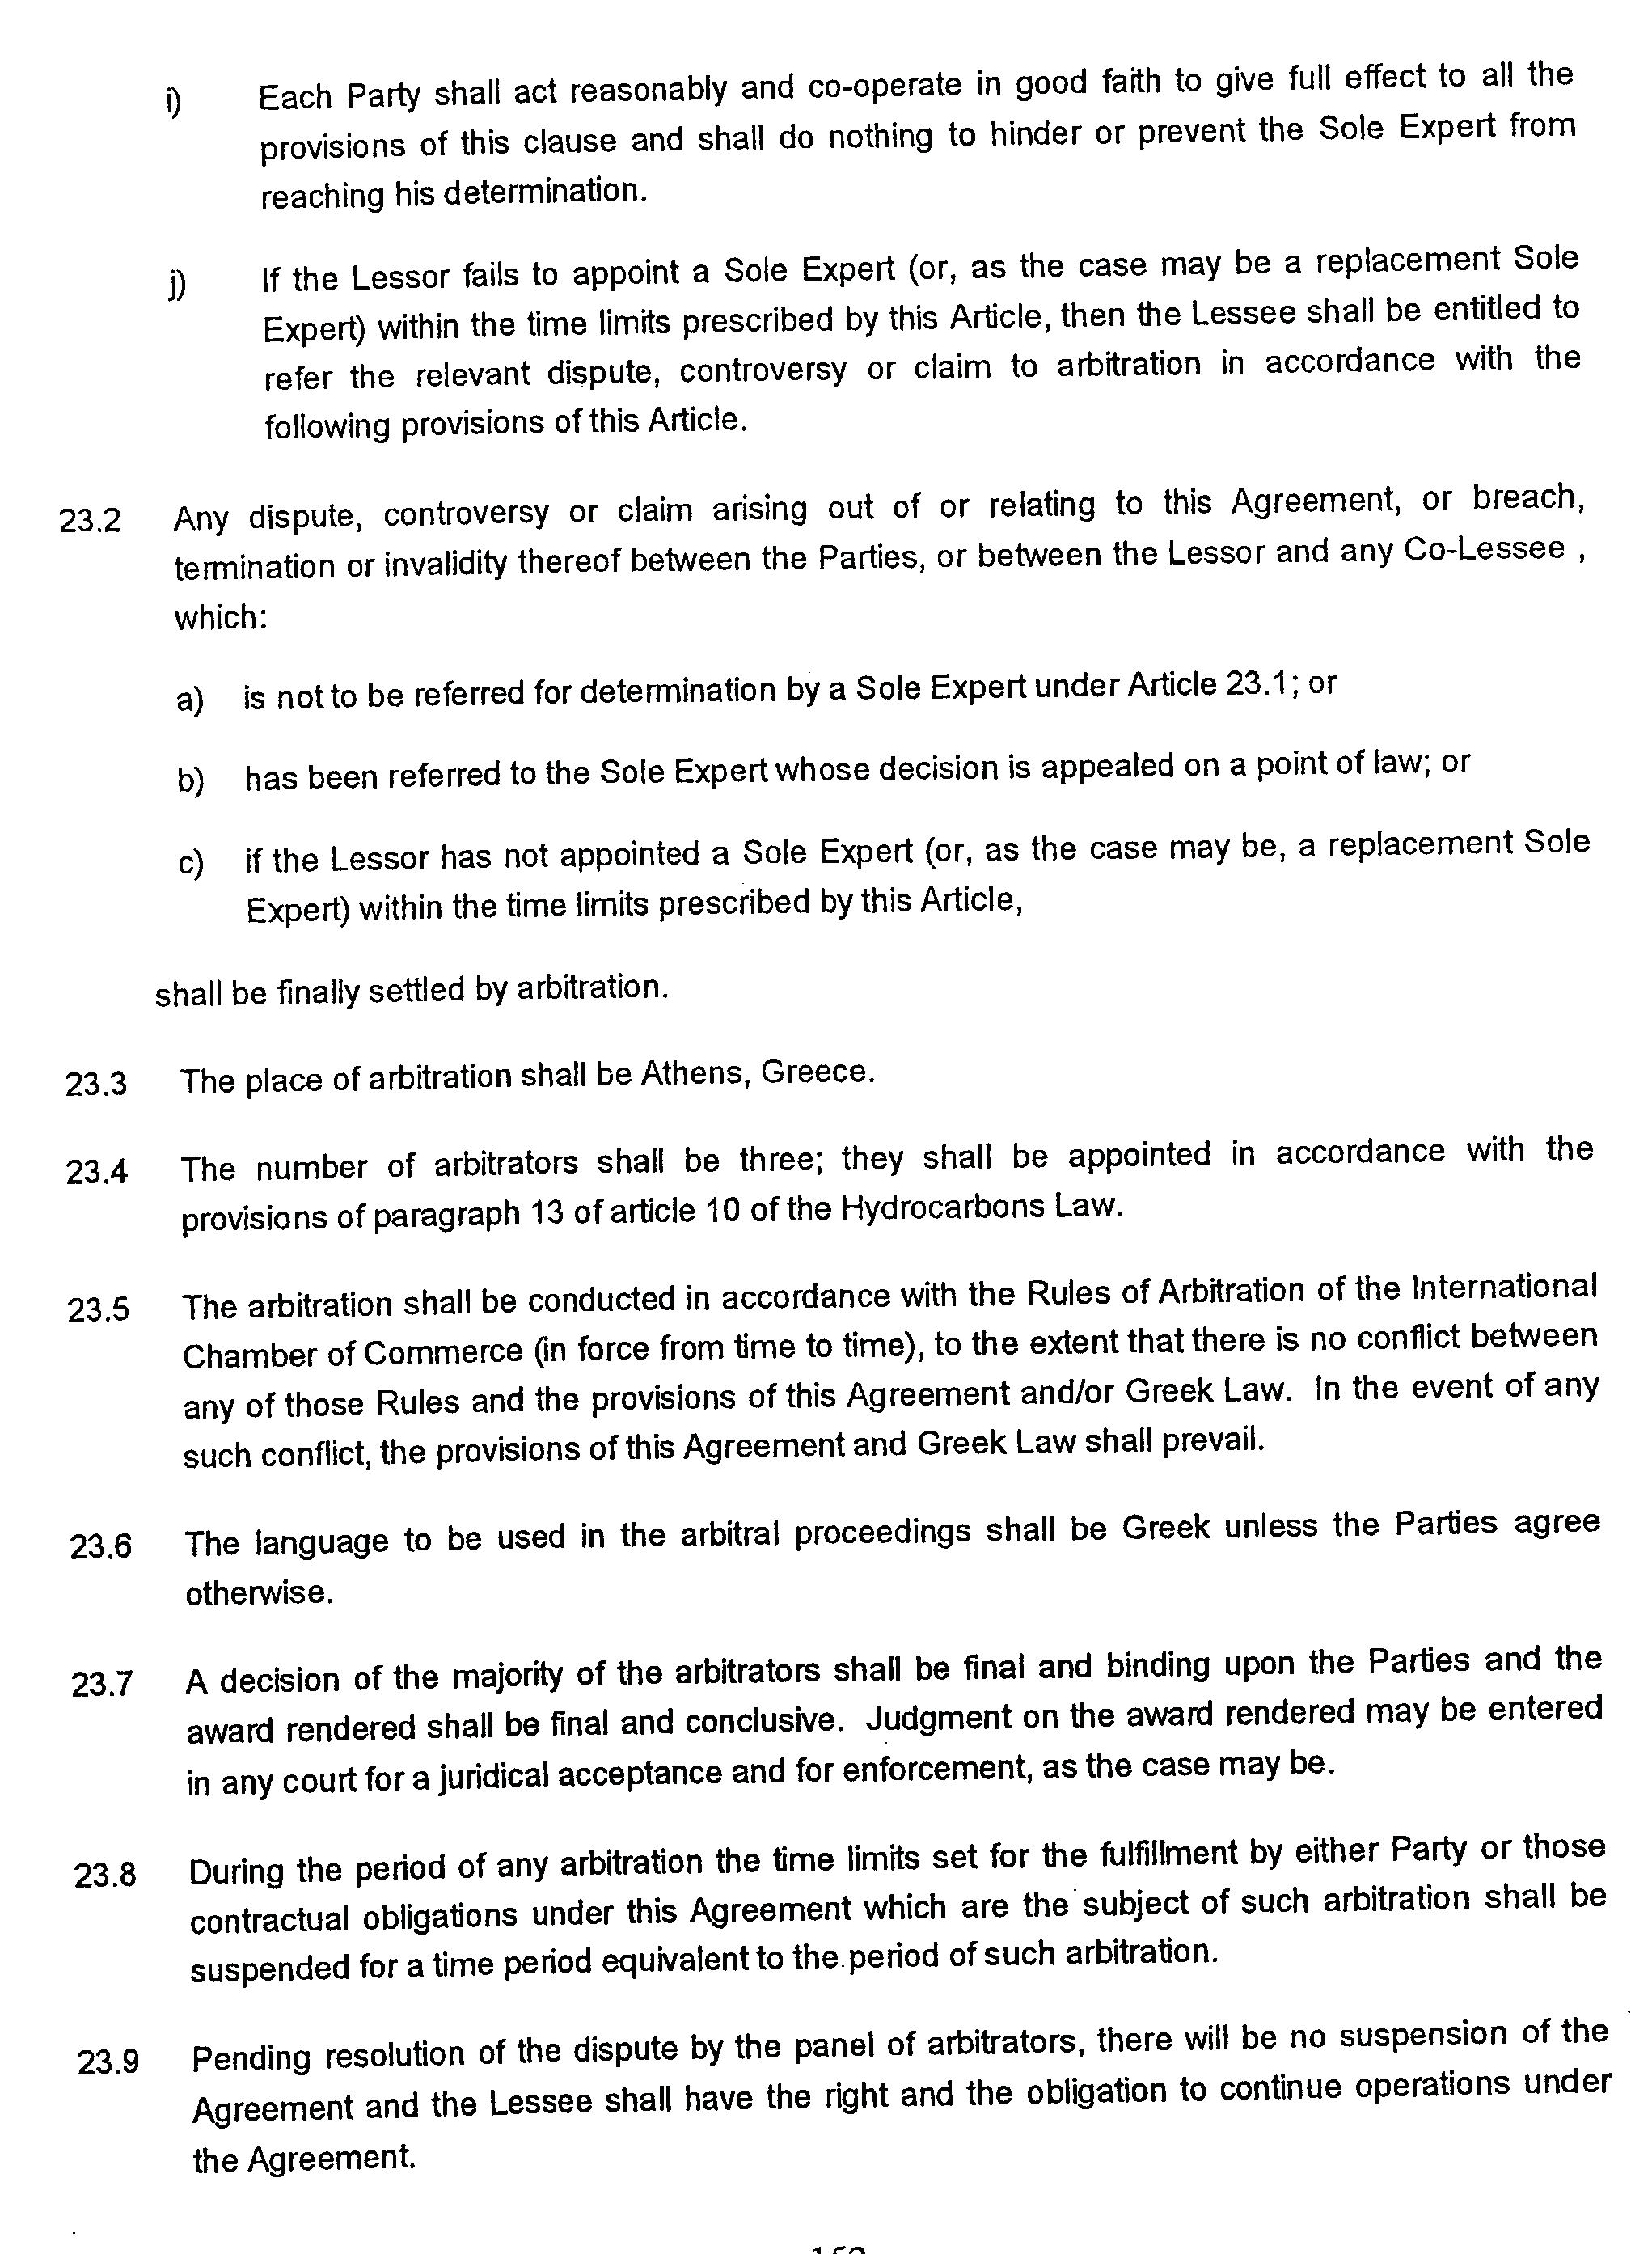 i) Each Party shall act reasonably and co-operate in good faith to give full effect to all the
provisions of this clause and shall do nothing to hinder or prevent the Sole Expert from
reaching his determination.
j) If the Lessor fails to appoint a Sole Expert (or, as the case may be a replacement Sole
Expert) within the time limits prescribed by this Article, then the Lessee shall be entitled to
refer the relevant dispute, controversy or claim to arbitration in accordance with the
following provisions of this Article.
23.2 Any dispute, controversy or claim arising out of or relating to this Agreement, or breach,
termination or invalidity thereof between the Parties, or between the Lessor and any Co-Lessee ,
which:
a) is not to be referred for determination by a Sole Expert under Article 23.1; or
b) has been referred to the Sole Expert whose decision is appealed on a point of law; or
c) if the Lessor has not appointed a Sole Expert (or, as the case may be, a replacement Sole
Expert) within the time limits prescribed by this Article,
shall be finally settled by arbitration.
23.3 The place of arbitration shall be Athens, Greece.
23.4 The number of arbitrators shall be three; they shall be appointed in accordance with the
provisions of paragraph 13 of article 10 of the Hydrocarbons Law.
23.5 The arbitration shall be conducted in accordance with the Rules of Arbitration of the International
Chamber of Commerce (in force from time to time), to the extent that there is no conflict between
any of those Rules and the provisions of this Agreement and/or Greek Law. In the event of any
such conflict, the provisions of this Agreement and Greek Law shall prevail.
23.6 The language to be used in the arbitral proceedings shall be Greek unless the Parties agree
otherwise.
23.7 A decision of the majority of the arbitrators shall be final and binding upon the Parties and the
award rendered shall be final and conclusive. Judgment on the award rendered may be entered
in any court for a juridical acceptance and for enforcement, as the case may be.
23.8 During the period of any arbitration the time limits set for the fulfillment by either Party or those
contractual obligations under this Agreement which are the subject of such arbitration shall be
suspended for a time period equivalent to the period of such arbitration.
23.9 Pending resolution of the dispute by the panel of arbitrators, there will be no suspension of the
Agreement and the Lessee shall have the right and the obligation to continue operations under
the Agreement.